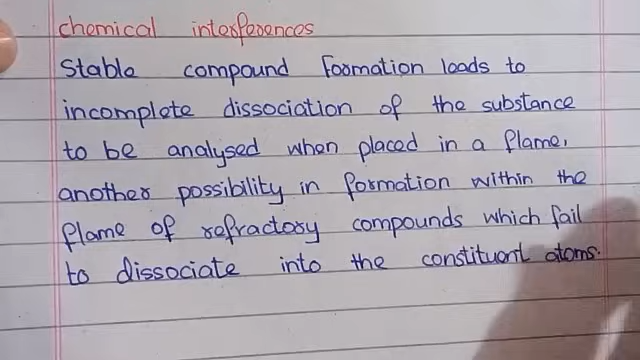 chemical interferences
Stable compound Formation leads to
incomplete dissociation of the substance
to be analysed when placed in a flame,
another possibility in formation within the
flame of refractory compounds which fail
to dissociate into the constituent atoms.